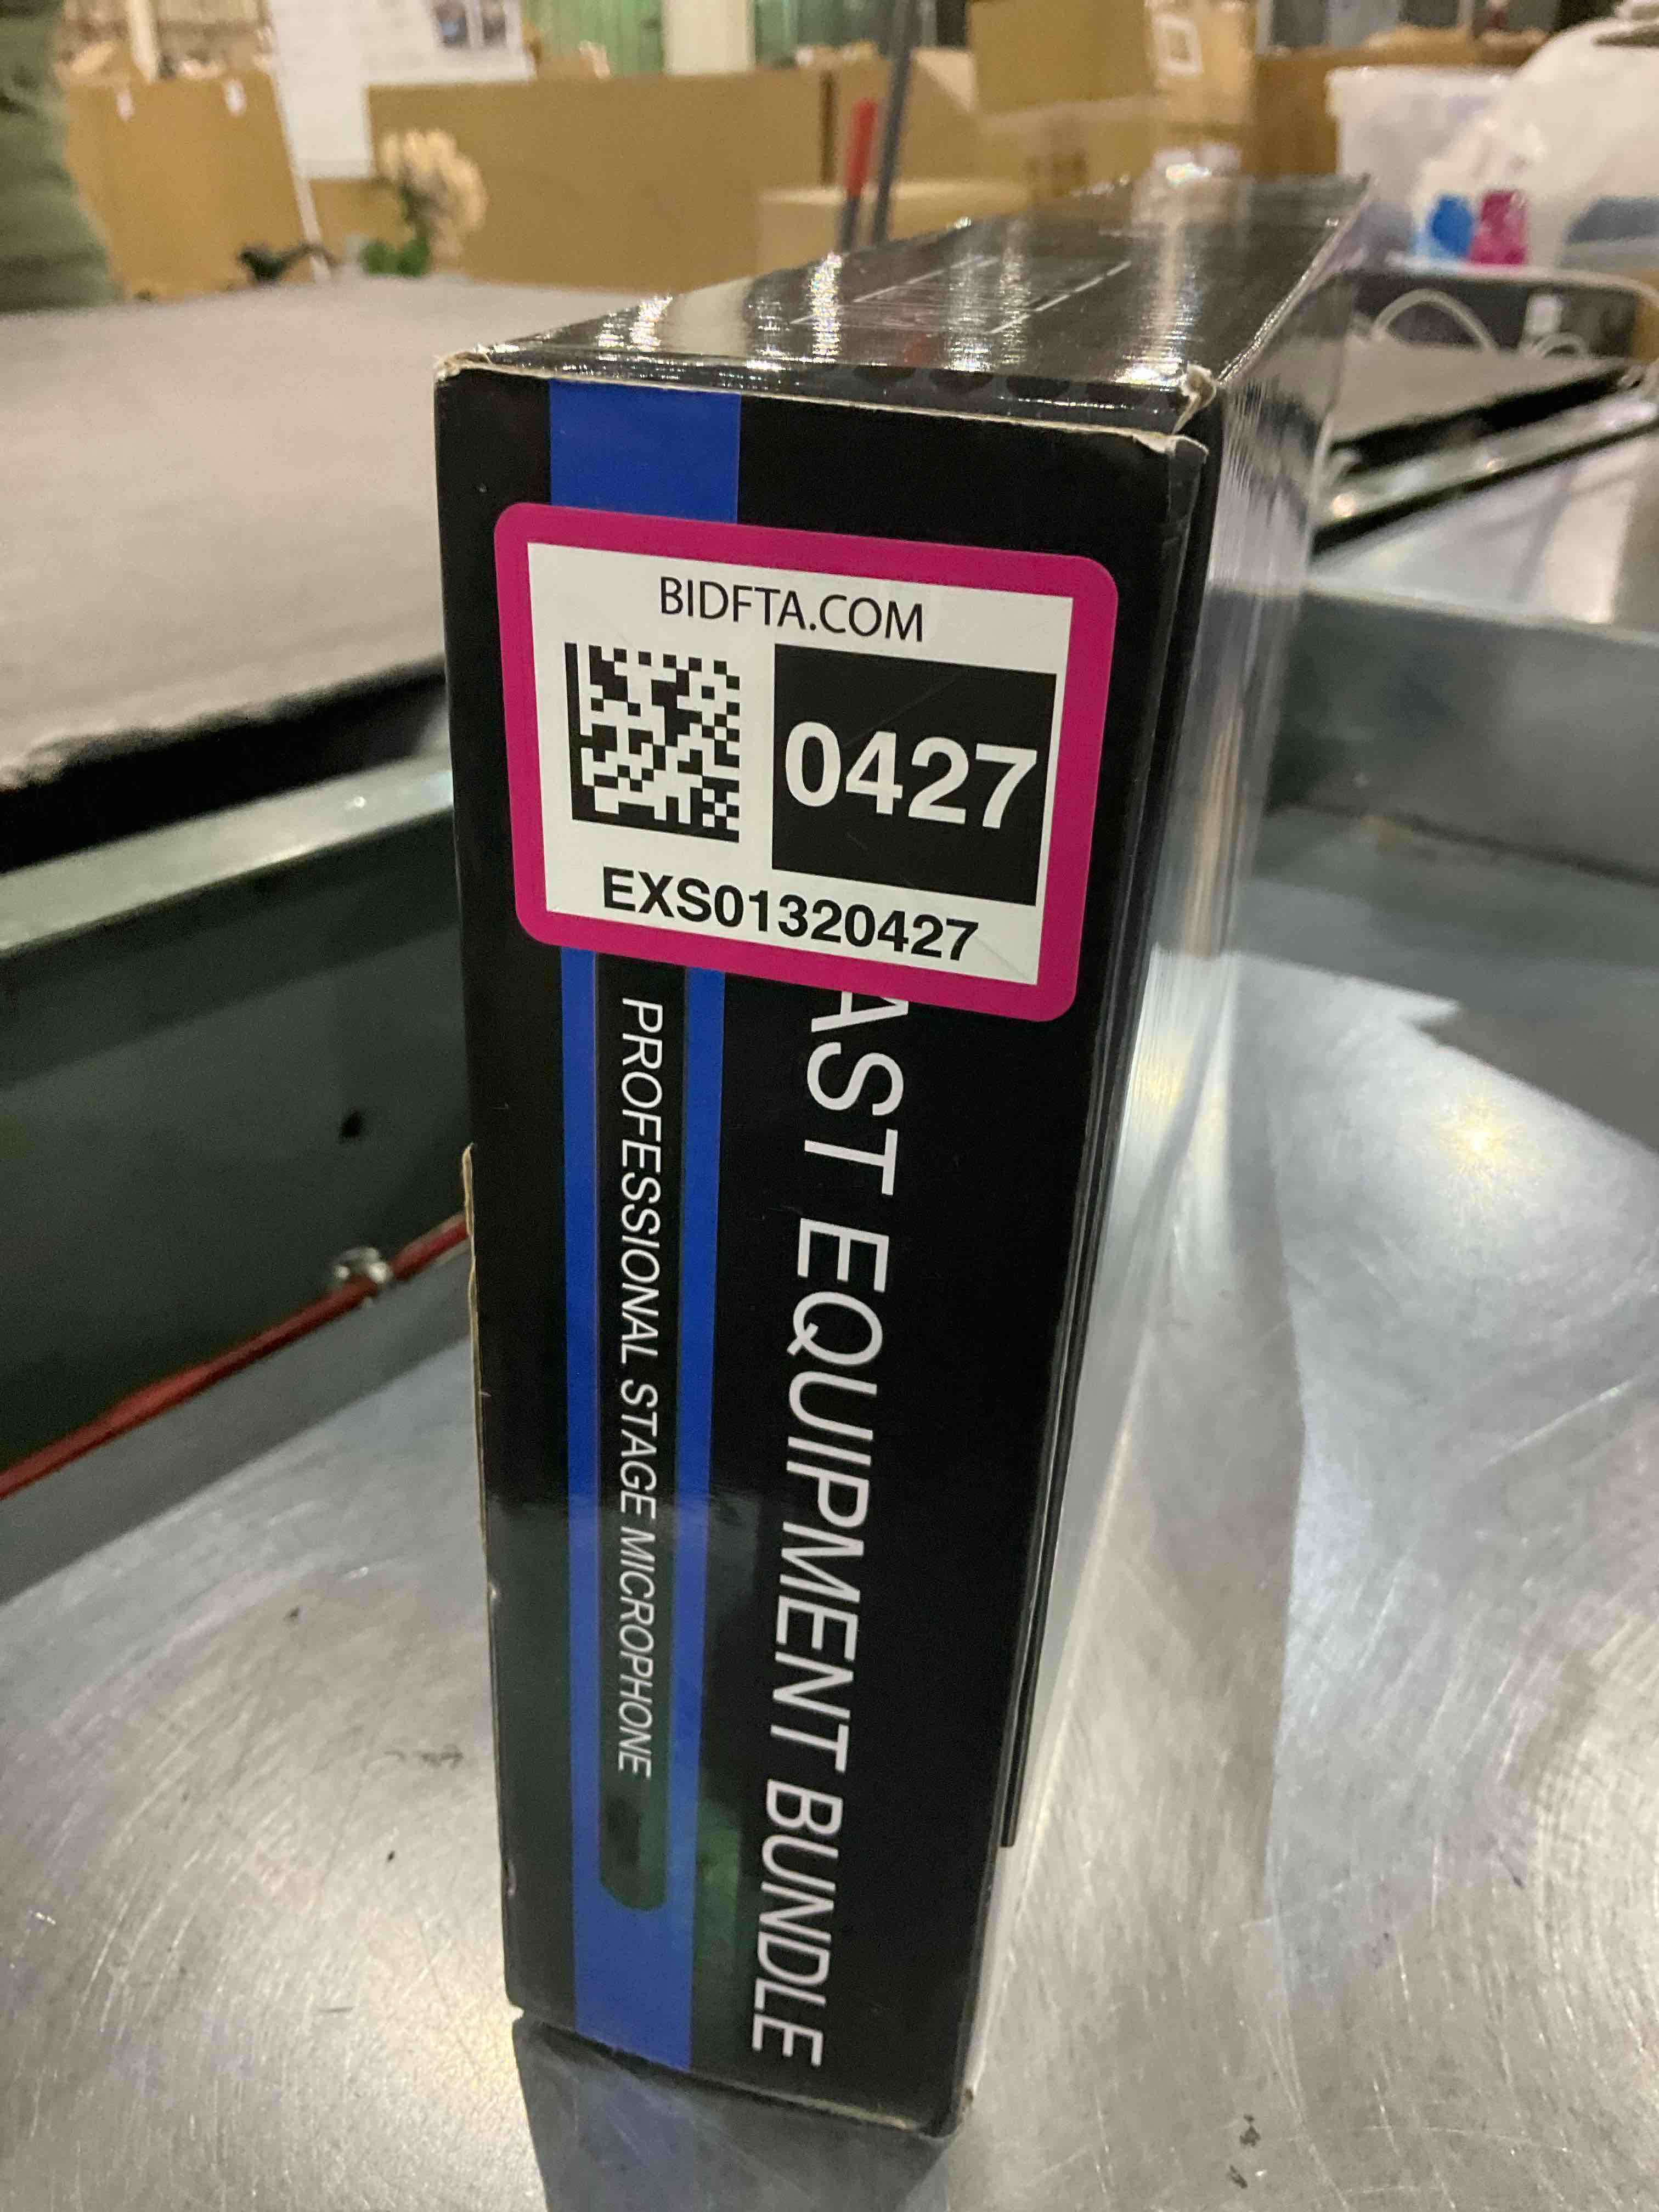 BIDFTA.COM
0427
EXS01320427
AST EQUIPMENT BUNDLE
PROFESSIONAL STAGE MICROPHONE